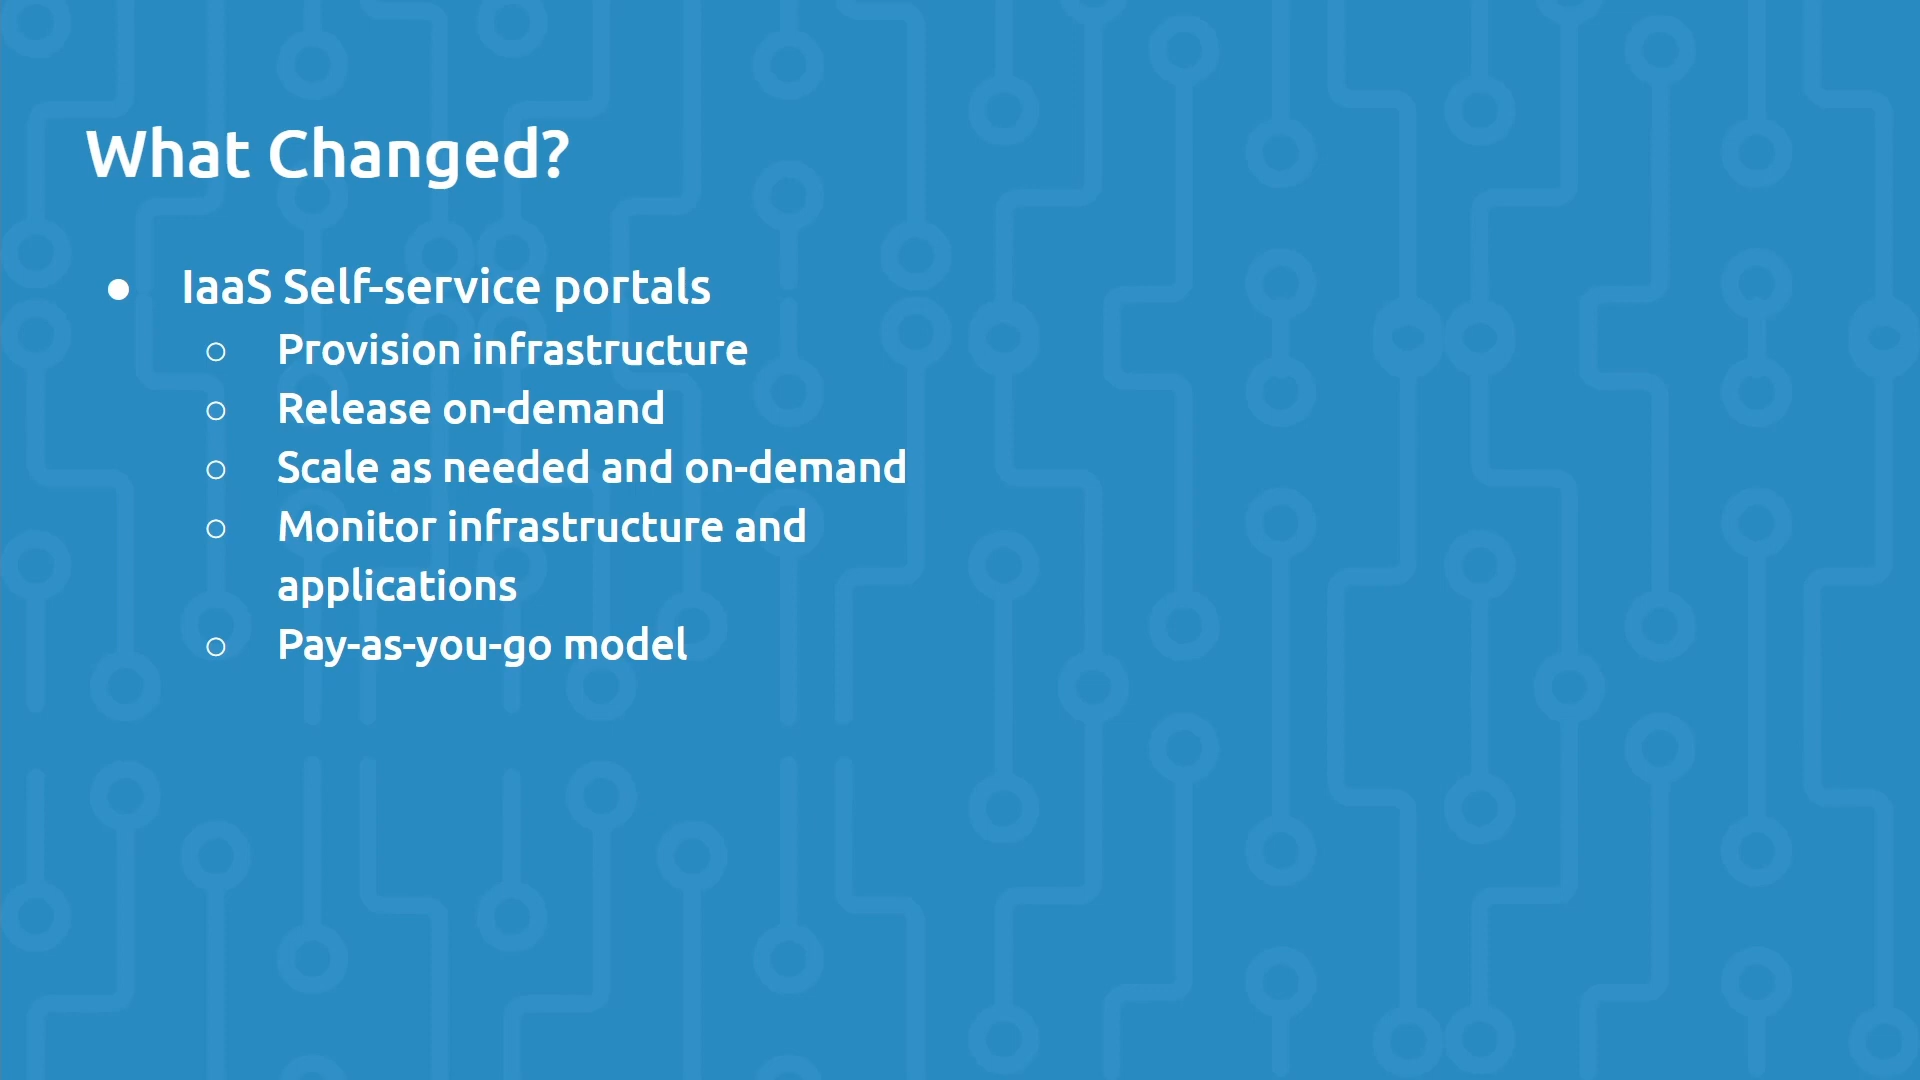 What Changed?
● IaaS Self-service portals
○ Provision infrastructure
○ Release on-demand
○ Scale as needed and on-demand
○ Monitor infrastructure and
applications
○ Pay-as-you-go model